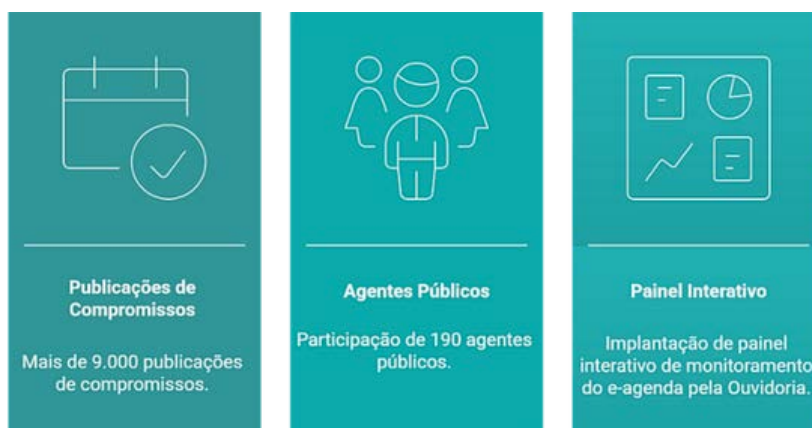 Publicações de
Compromissos
Mais de 9.000 publicações
de compromissos.
Agentes Públicos
Participação de 190 agentes
públicos.
Painel Interativo
Implantação de painel
interativo de monitoramento
do e-agenda pela Ouvidoria.